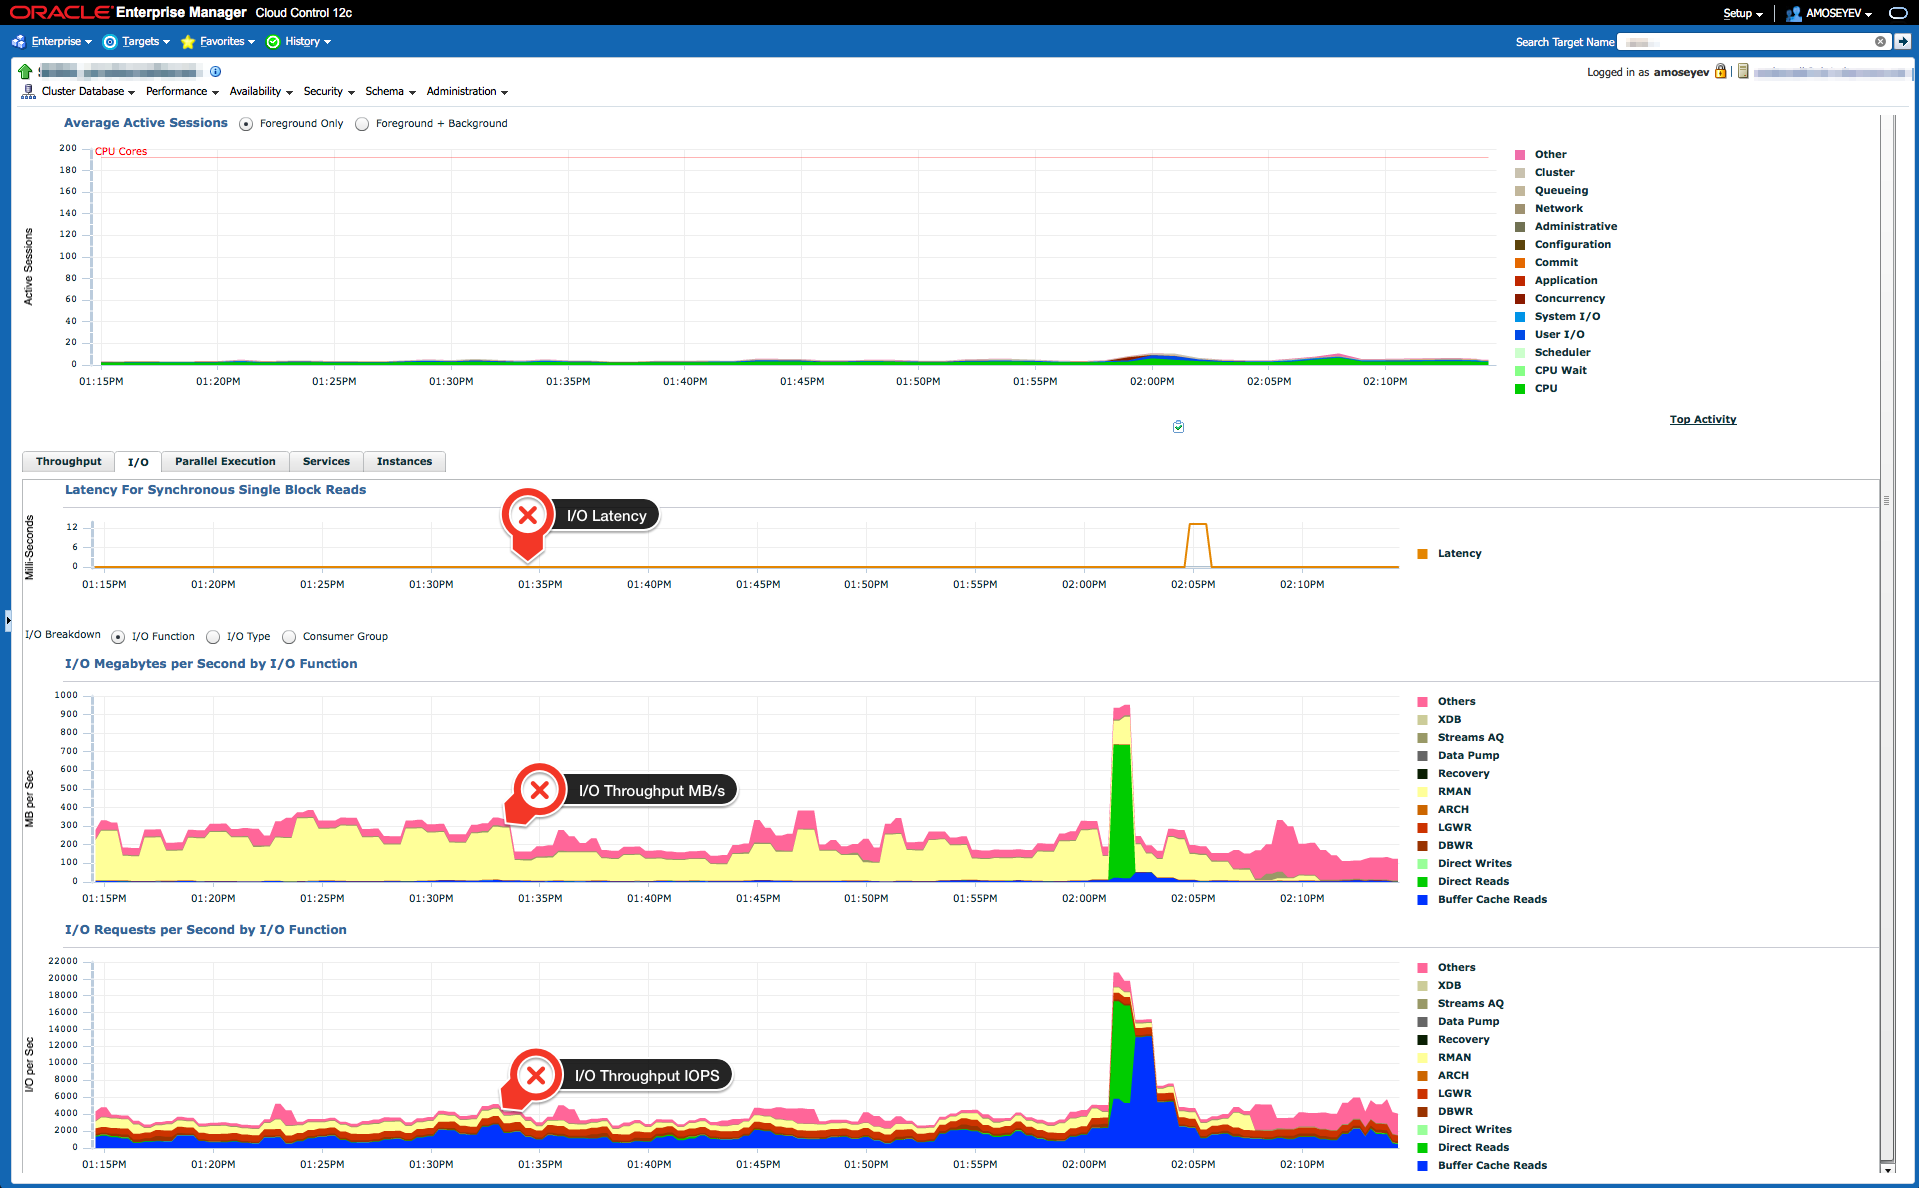 ORACLE Enterprise Manager Cloud Control 12c
Setup AMOSEYEV
Enterprise Targets Favorites History
Search Target Name
Logged in as amoseyev
Cluster Database Performance Availability Security Schema Administration
Average Active Sessions Foreground Only Foreground + Background
Active Sessions
200
180
160
140
120
100
80
60
40
20
0
CPU Cores
01:15PM 01:20PM 01:25PM 01:30PM 01:35PM 01:40PM 01:45PM 01:50PM 01:55PM 02:00PM 02:05PM 02:10PM
Other
Cluster
Queueing
Network
Administrative
Configuration
Commit
Application
Concurrency
System I/O
User I/O
Scheduler
CPU Wait
CPU
Top Activity
Throughput I/O Parallel Execution Services Instances
Latency For Synchronous Single Block Reads
Milli-Seconds
12
6
0
I/O Latency
01:15PM 01:20PM 01:25PM 01:30PM 01:35PM 01:40PM 01:45PM 01:50PM 01:55PM 02:00PM 02:05PM 02:10PM
Latency
I/O Breakdown I/O Function I/O Type Consumer Group
I/O Megabytes per Second by I/O Function
MB per Sec
1000
900
800
700
600
500
400
300
200
100
0
I/O Throughput MB/s
01:15PM 01:20PM 01:25PM 01:30PM 01:35PM 01:40PM 01:45PM 01:50PM 01:55PM 02:00PM 02:05PM 02:10PM
Others
XDB
Streams AQ
Data Pump
Recovery
RMAN
ARCH
LGWR
DBWR
Direct Writes
Direct Reads
Buffer Cache Reads
I/O Requests per Second by I/O Function
I/O per Sec
22000
20000
18000
16000
14000
12000
10000
8000
6000
4000
2000
0
I/O Throughput IOPS
01:15PM 01:20PM 01:25PM 01:30PM 01:35PM 01:40PM 01:45PM 01:50PM 01:55PM 02:00PM 02:05PM 02:10PM
Others
XDB
Streams AQ
Data Pump
Recovery
RMAN
ARCH
LGWR
DBWR
Direct Writes
Direct Reads
Buffer Cache Reads